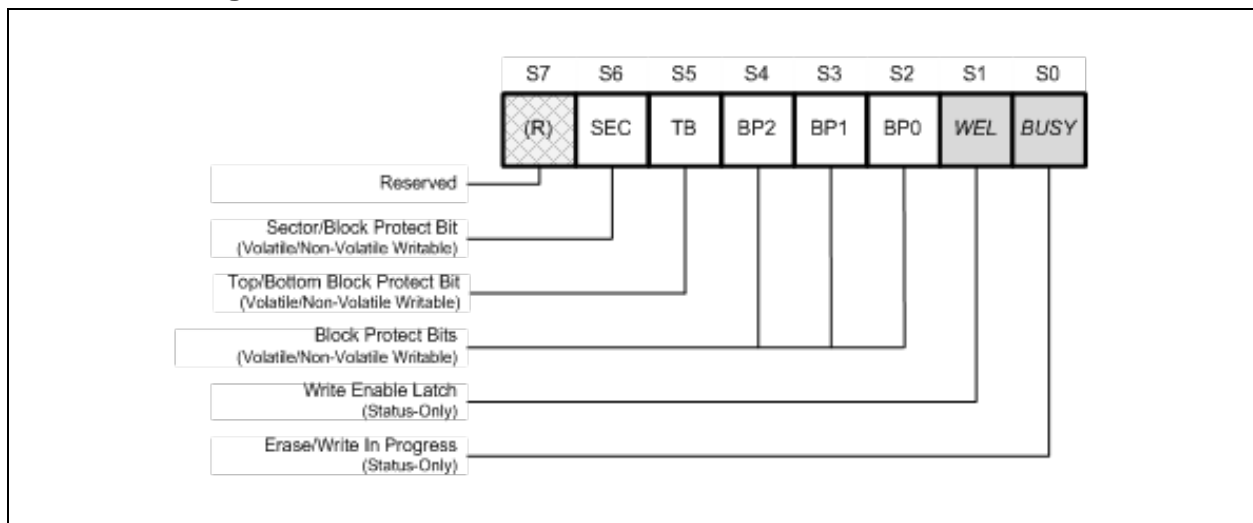 S7 S6 S5 S4 S3 S2 S1 S0
(R) SEC TB BP2 BP1 BP0 WEL BUSY
Reserved
Sector/Block Protect Bit
(Volatile/Non-Volatile Writable)
Top/Bottom Block Protect Bit
(Volatile/Non-Volatile Writable)
Block Protect Bits
(Volatile/Non-Volatile Writable)
Write Enable Latch
(Status-Only)
Erase/Write In Progress
(Status-Only)